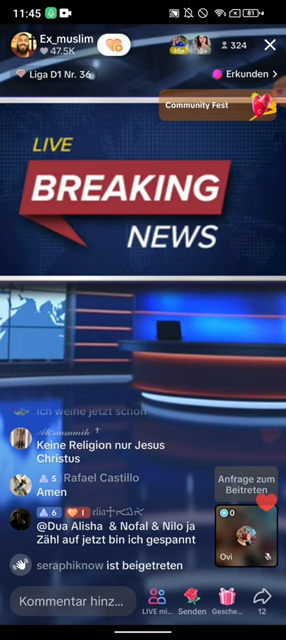 11:45
81
Ex_muslim
47.5K
324
Liga D1 Nr. 36
Erkunden >
Community Fest
LIVE
BREAKING
NEWS
ich weine jetzt schon
Keine Religion nur Jesus
Christus
5 Rafael Castillo
Amen
6 1
@Dua Alisha & Nofal & Nilo ja
Zähl auf jetzt bin ich gespannt
seraphiknow ist beigetreten
Anfrage zum
Beitreten
0
Ovi
Kommentar hinz...
LIVE mi...
Senden
Gesche...
12